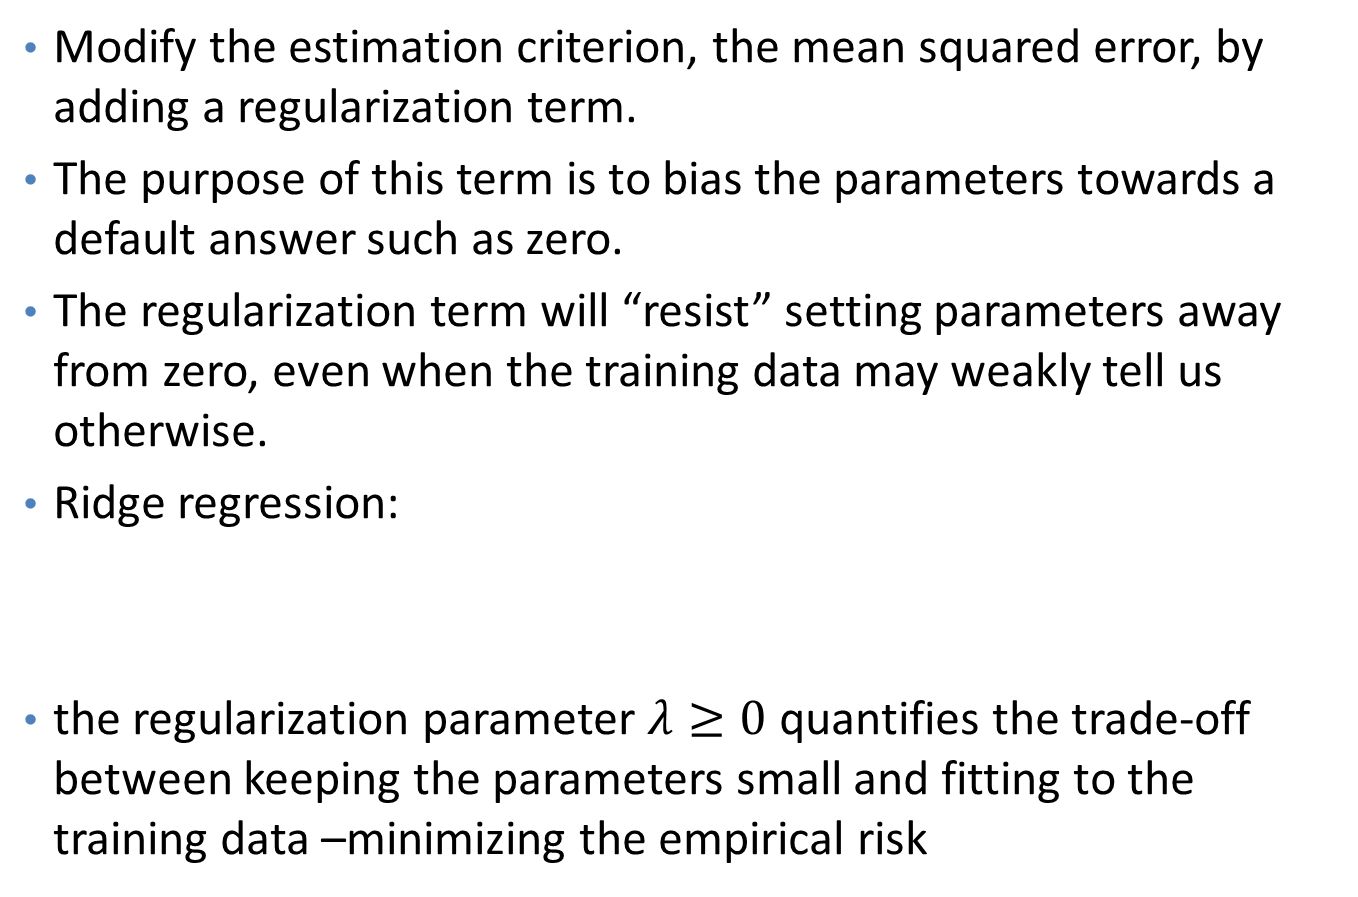 • Modify the estimation criterion, the mean squared error, by
adding a regularization term.
• The purpose of this term is to bias the parameters towards a
default answer such as zero.
• The regularization term will “resist” setting parameters away
from zero, even when the training data may weakly tell us
otherwise.
• Ridge regression:
• the regularization parameter λ ≥ 0 quantifies the trade-off
between keeping the parameters small and fitting to the
training data –minimizing the empirical risk